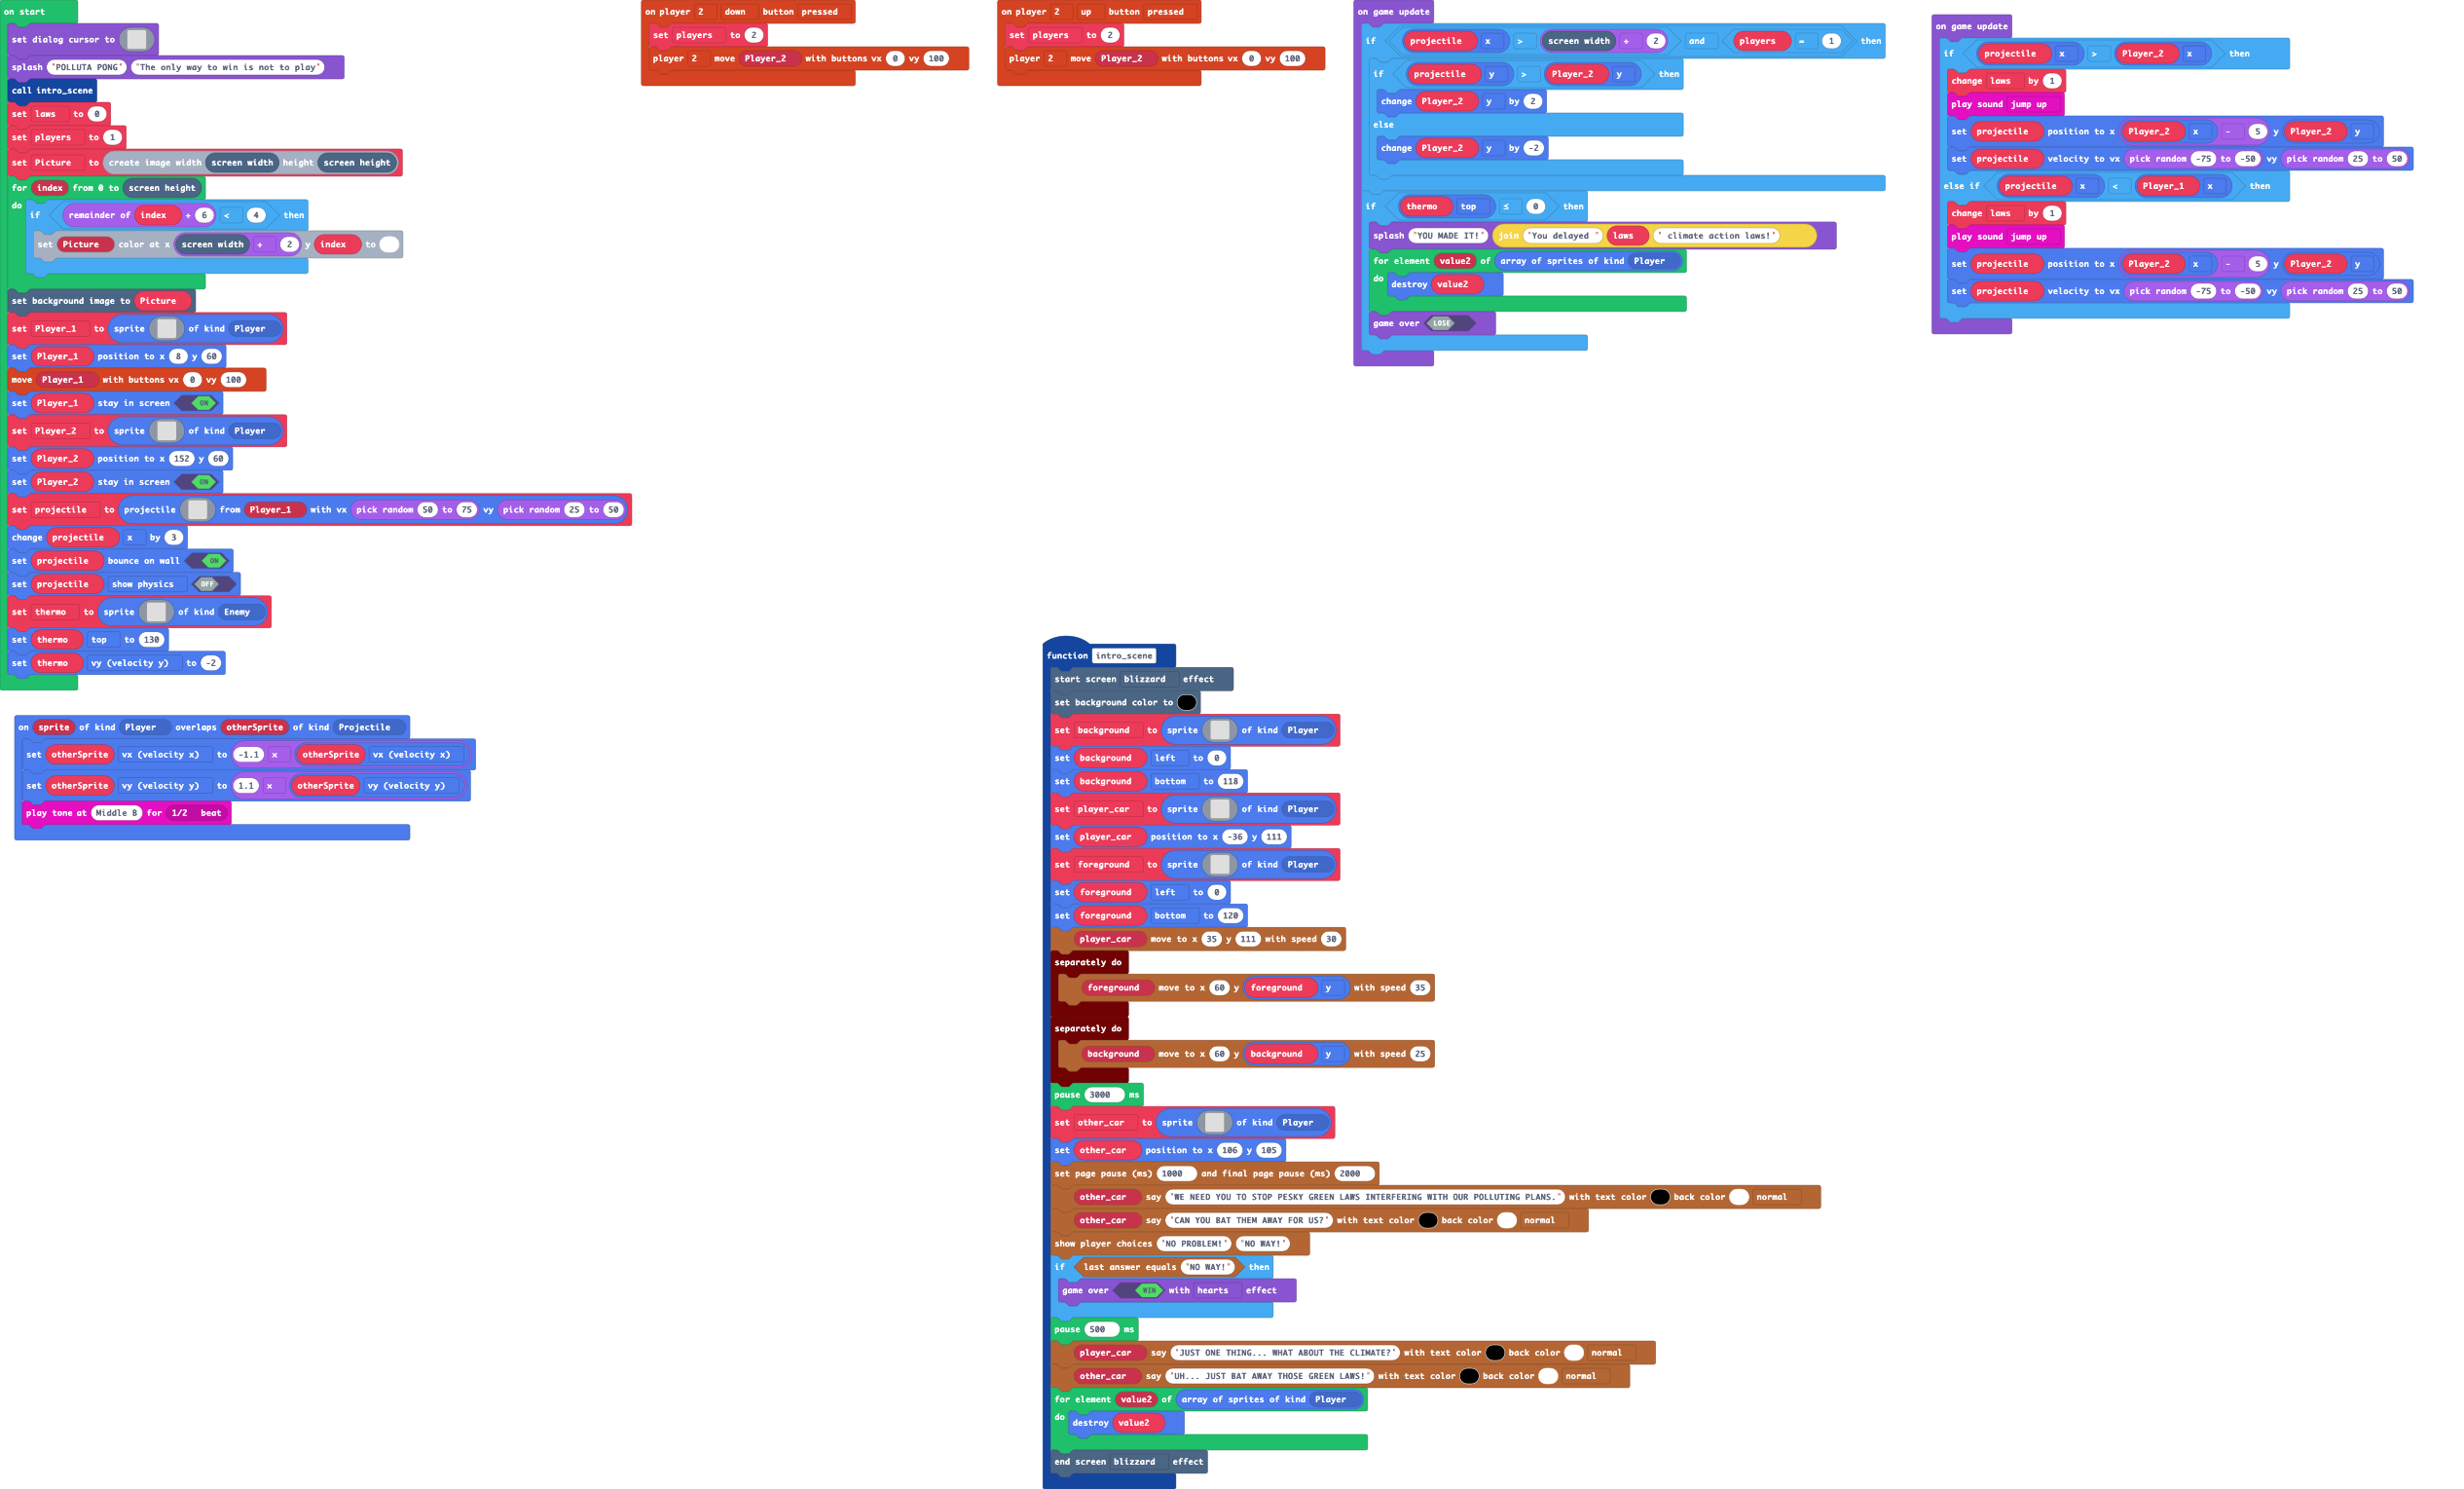 on start
set dialog cursor to
splash "POLLUTA PONG" "The only way to win is not to play"
call intro_scene
set laws to 0
set players to 1
set Picture to create image width screen width height screen height
for index from 0 to screen height
do
if remainder of index ÷ 6 < 4 then
set Picture color at x screen width ÷ 2 y index to
set background image to Picture
set Player_1 to sprite of kind Player
set Player_1 position to x 8 y 60
move Player_1 with buttons vx 0 vy 100
set Player_1 stay in screen ON
set Player_2 to sprite of kind Player
set Player_2 position to x 152 y 60
set Player_2 stay in screen ON
set projectile to projectile from Player_1 with vx pick random 50 to 75 vy pick random 25 to 50
change projectile x by 3
set projectile bounce on wall ON
set projectile show physics OFF
set thermo to sprite of kind Enemy
set thermo top to 130
set thermo vy (velocity y) to -2
on sprite of kind Player overlaps otherSprite of kind Projectile
set otherSprite vx (velocity x) to -1.1 × otherSprite vx (velocity x)
set otherSprite vy (velocity y) to 1.1 × otherSprite vy (velocity y)
play tone at Middle B for 1/2 beat
on player 2 down button pressed
set players to 2
player 2 move Player_2 with buttons vx 0 vy 100
on player 2 up button pressed
set players to 2
player 2 move Player_2 with buttons vx 0 vy 100
on game update
if projectile x > screen width ÷ 2 and players = 1 then
if projectile y > Player_2 y then
change Player_2 y by 2
else
change Player_2 y by -2
if thermo top ≤ 0 then
splash "YOU MADE IT!" join "You delayed " laws " climate action laws!"
for element value2 of array of sprites of kind Player
do
destroy value2
game over LOSE
on game update
if projectile x > Player_2 x then
change laws by 1
play sound jump up
set projectile position to x Player_2 x - 5 y Player_2 y
set projectile velocity to vx pick random -75 to -50 vy pick random 25 to 50
else if projectile x < Player_1 x then
change laws by 1
play sound jump up
set projectile position to x Player_2 x - 5 y Player_2 y
set projectile velocity to vx pick random -75 to -50 vy pick random 25 to 50
function intro_scene
start screen blizzard effect
set background color to
set background to sprite of kind Player
set background left to 0
set background bottom to 118
set player_car to sprite of kind Player
set player_car position to x -36 y 111
set foreground to sprite of kind Player
set foreground left to 0
set foreground bottom to 120
player_car move to x 35 y 111 with speed 30
separately do
foreground move to x 60 y foreground y with speed 35
separately do
background move to x 60 y background y with speed 25
pause 3000 ms
set other_car to sprite of kind Player
set other_car position to x 106 y 105
set page pause (ms) 1000 and final page pause (ms) 2000
other_car say "WE NEED YOU TO STOP PESKY GREEN LAWS INTERFERING WITH OUR POLLUTING PLANS." with text color back color normal
other_car say "CAN YOU BAT THEM AWAY FOR US?" with text color back color normal
show player choices "NO PROBLEM!" "NO WAY!"
if last answer equals "NO WAY!" then
game over WIN with hearts effect
pause 500 ms
player_car say "JUST ONE THING... WHAT ABOUT THE CLIMATE?" with text color back color normal
other_car say "UH... JUST BAT AWAY THOSE GREEN LAWS!" with text color back color normal
for element value2 of array of sprites of kind Player
do
destroy value2
end screen blizzard effect